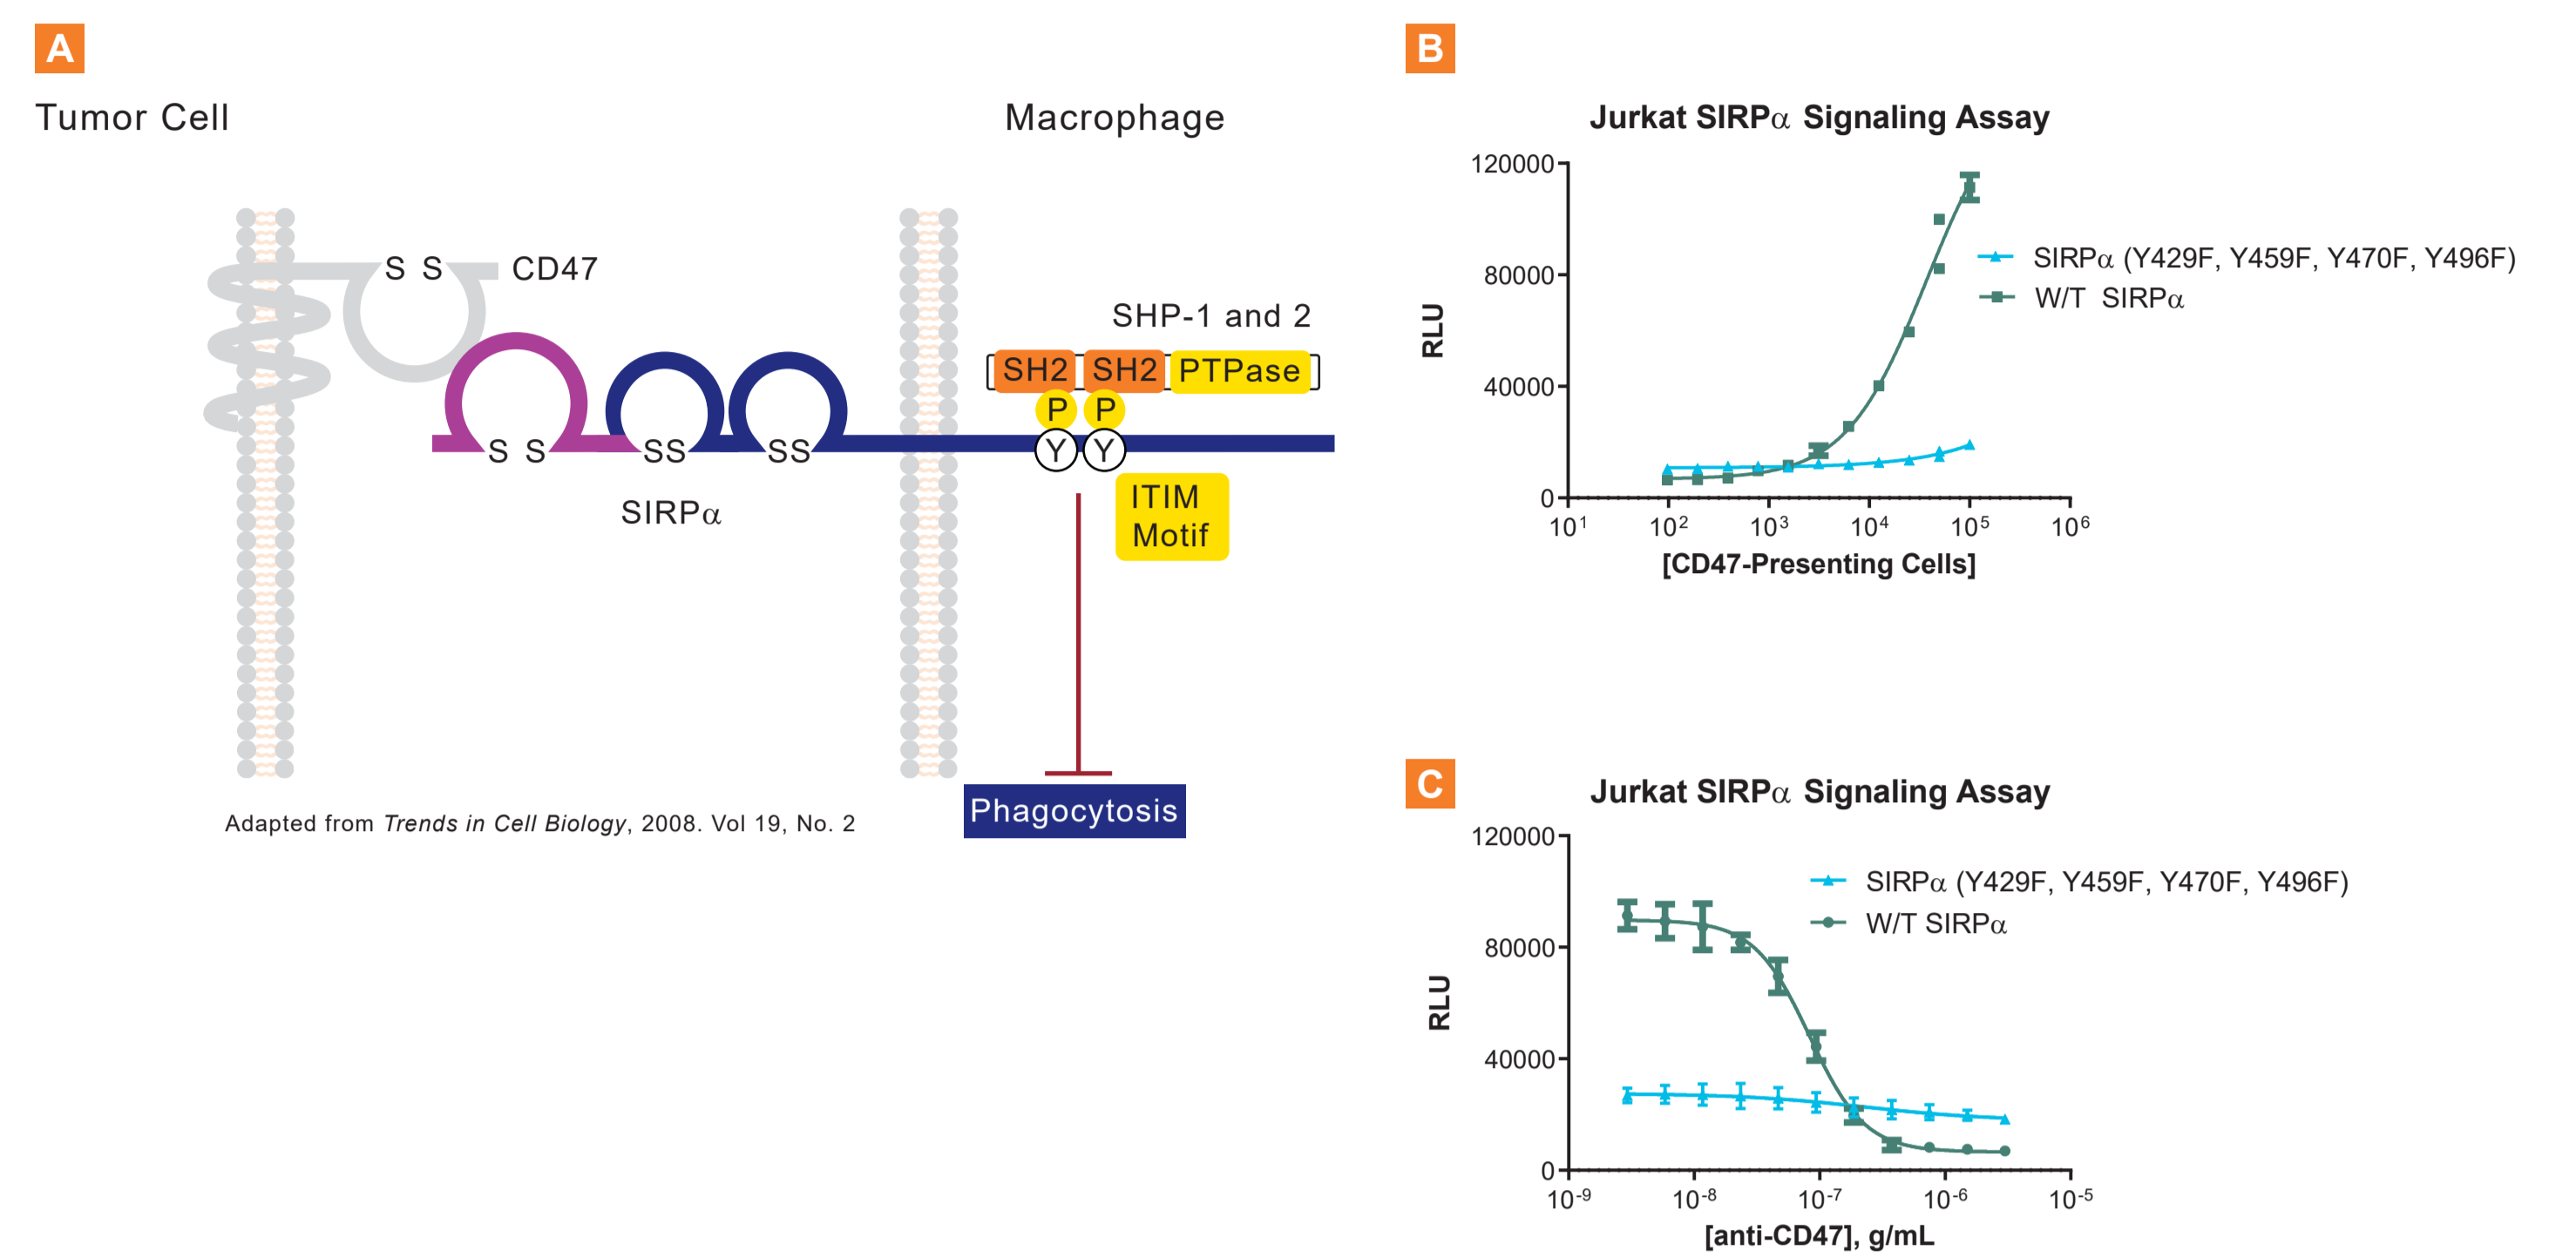 A
Tumor Cell
Macrophage
S S
CD47
SHP-1 and 2
SH2 SH2 PTPase
P P
Y Y
S S
SS
SS
SIRPα
ITIM
Motif
Phagocytosis
Adapted from Trends in Cell Biology, 2008. Vol 19, No. 2
B
Jurkat SIRPα Signaling Assay
120000
80000
40000
0
RLU
SIRPα (Y429F, Y459F, Y470F, Y496F)
W/T SIRPα
10¹ 10² 10³ 10⁴ 10⁵ 10⁶
[CD47-Presenting Cells]
C
Jurkat SIRPα Signaling Assay
120000
80000
40000
0
RLU
SIRPα (Y429F, Y459F, Y470F, Y496F)
W/T SIRPα
10⁻⁹ 10⁻⁸ 10⁻⁷ 10⁻⁶ 10⁻⁵
[anti-CD47], g/mL